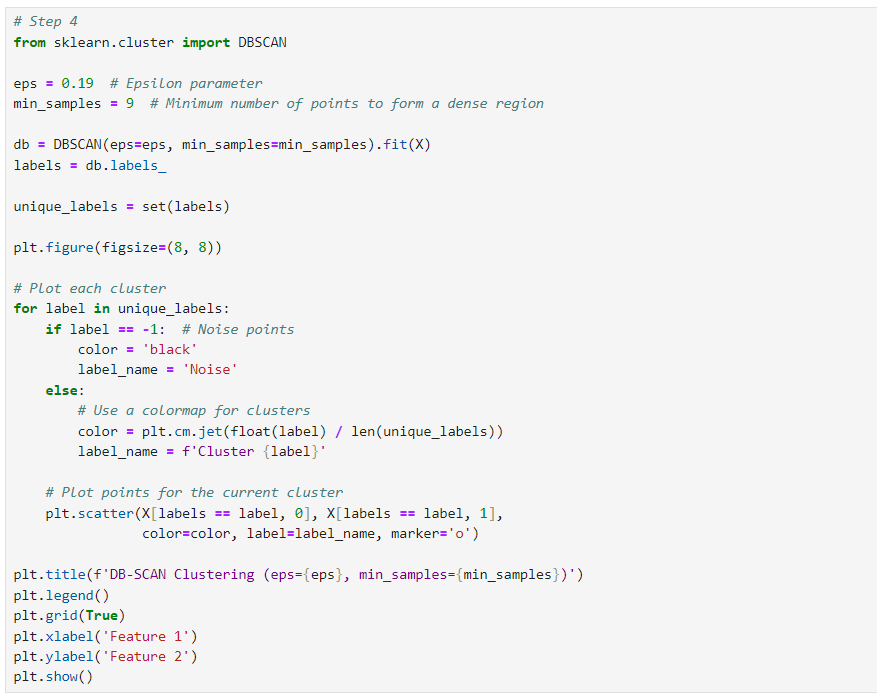 # Step 4
from sklearn.cluster import DBSCAN
eps = 0.19  # Epsilon parameter
min_samples = 9  # Minimum number of points to form a dense region
db = DBSCAN(eps=eps, min_samples=min_samples).fit(X)
labels = db.labels_
unique_labels = set(labels)
plt.figure(figsize=(8, 8))
# Plot each cluster
for label in unique_labels:
    if label == -1:  # Noise points
        color = 'black'
        label_name = 'Noise'
    else:
        # Use a colormap for clusters
        color = plt.cm.jet(float(label) / len(unique_labels))
        label_name = f'Cluster {label}'
    # Plot points for the current cluster
    plt.scatter(X[labels == label, 0], X[labels == label, 1],
                color=color, label=label_name, marker='o')
plt.title(f'DB-SCAN Clustering (eps={eps}, min_samples={min_samples})')
plt.legend()
plt.grid(True)
plt.xlabel('Feature 1')
plt.ylabel('Feature 2')
plt.show()